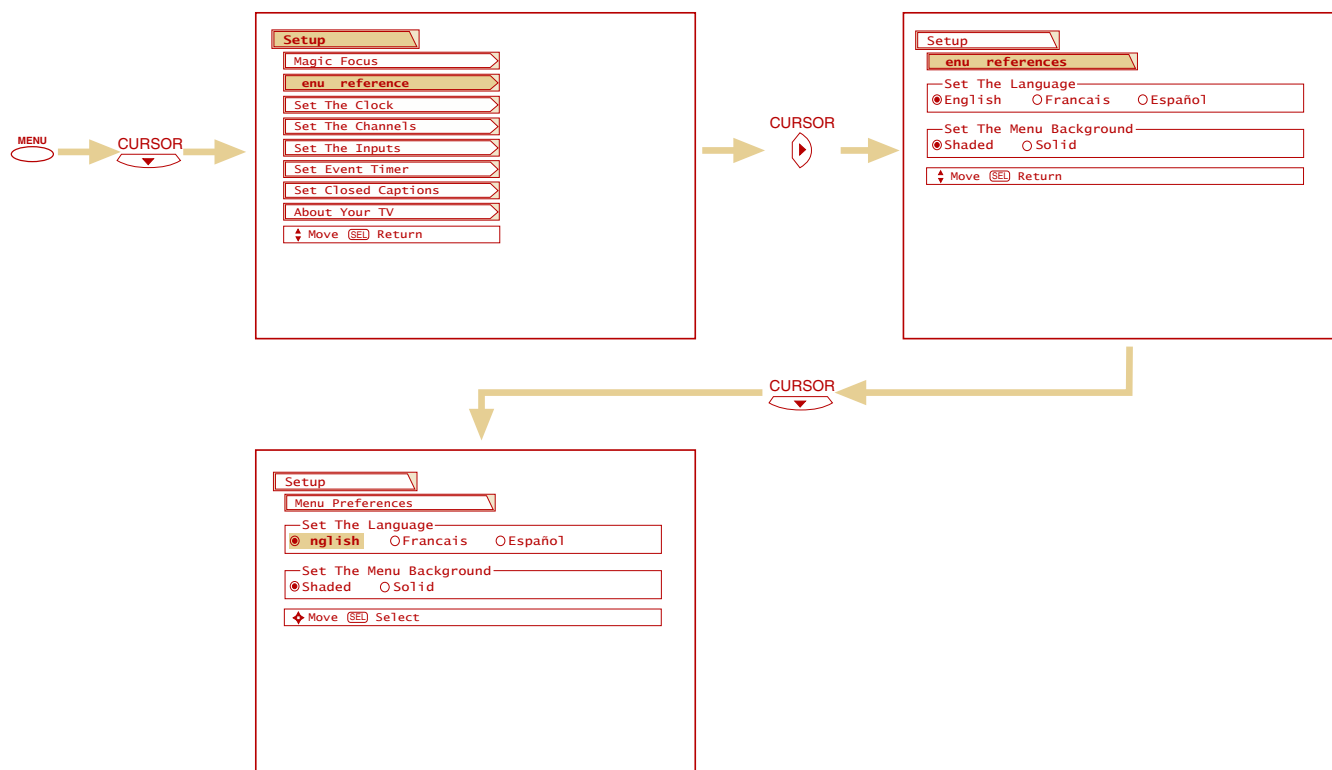 MENU
CURSOR
Setup
Magic Focus
enu reference
Set The Clock
Set The Channels
Set The Inputs
Set Event Timer
Set Closed Captions
About Your TV
Move SEL Return
CURSOR
Setup
enu references
Set The Language
English Francais Español
Set The Menu Background
Shaded Solid
Move SEL Return
CURSOR
Setup
Menu Preferences
Set The Language
nglish Francais Español
Set The Menu Background
Shaded Solid
Move SEL Select